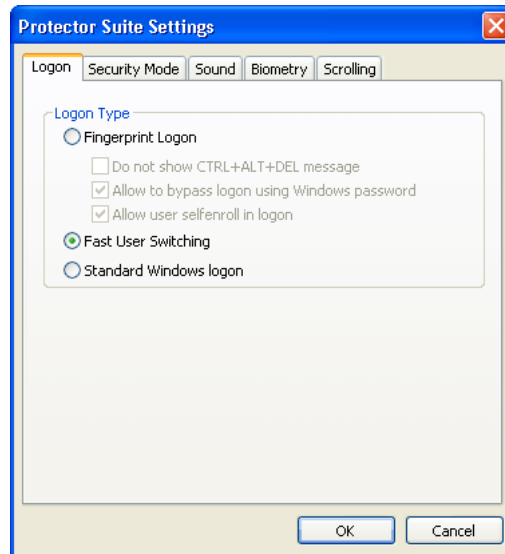 Protector Suite Settings
Logon Security Mode Sound Biometry Scrolling
Logon Type
Fingerprint Logon
Do not show CTRL+ALT+DEL message
Allow to bypass logon using Windows password
Allow user selfenroll in logon
Fast User Switching
Standard Windows logon
OK Cancel